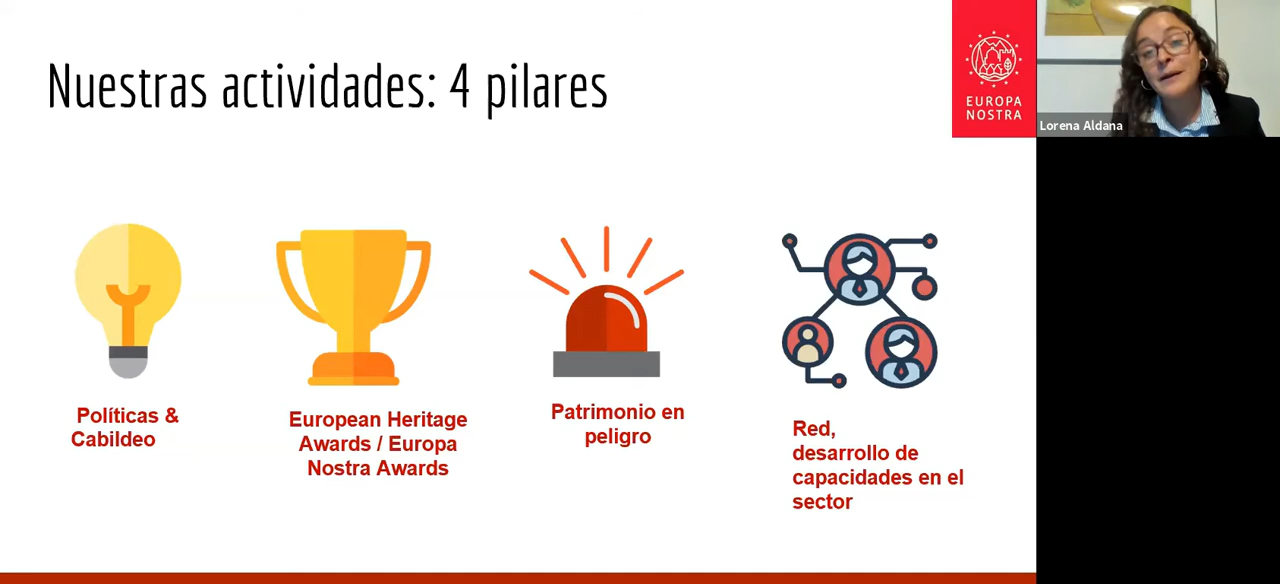 Nuestras actividades: 4 pilares
EUROPA
NOSTRA
Lorena Aldana
Políticas &
Cabildeo
European Heritage
Awards / Europa
Nostra Awards
Patrimonio en
peligro
Red,
desarrollo de
capacidades en el
sector